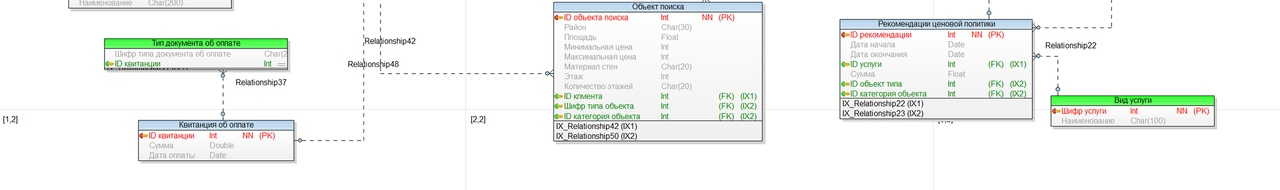 Наименование Char(200)
Тип документа об оплате
Шифр типа документа об оплате Char(2
ID квитанции Int
Relationship37
Relationship42
Relationship48
[1,2]
Квитанция об оплате
ID квитанции Int NN (PK)
Сумма Double
Дата оплаты Date
[2,2]
Объект поиска
ID объекта поиска Int NN (PK)
Район Char(30)
Площадь Float
Минимальная цена Int
Максимальная цена Int
Материал стен Char(20)
Этаж Int
Количество этажей Char(20)
ID клмента Int (FK) (IX1)
Шифр типа объекта Int (FK) (IX2)
ID категория объекта Int (FK) (IX2)
IX_Relationship42 (IX1)
IX_Relationship50 (IX2)
Рекомендации ценовой политики
ID рекомендации Int NN (PK)
Дата начала Date
Дата окончания Date
ID услуги Int (FK) (IX1)
Сумма Float
ID объект типа Int (FK) (IX2)
ID категория объекта Int (FK) (IX2)
IX_Relationship22 (IX1)
IX_Relationship23 (IX2)
Relationship22
Вид услуги
Шифр услуги Int NN (PK)
Наименование Char(100)